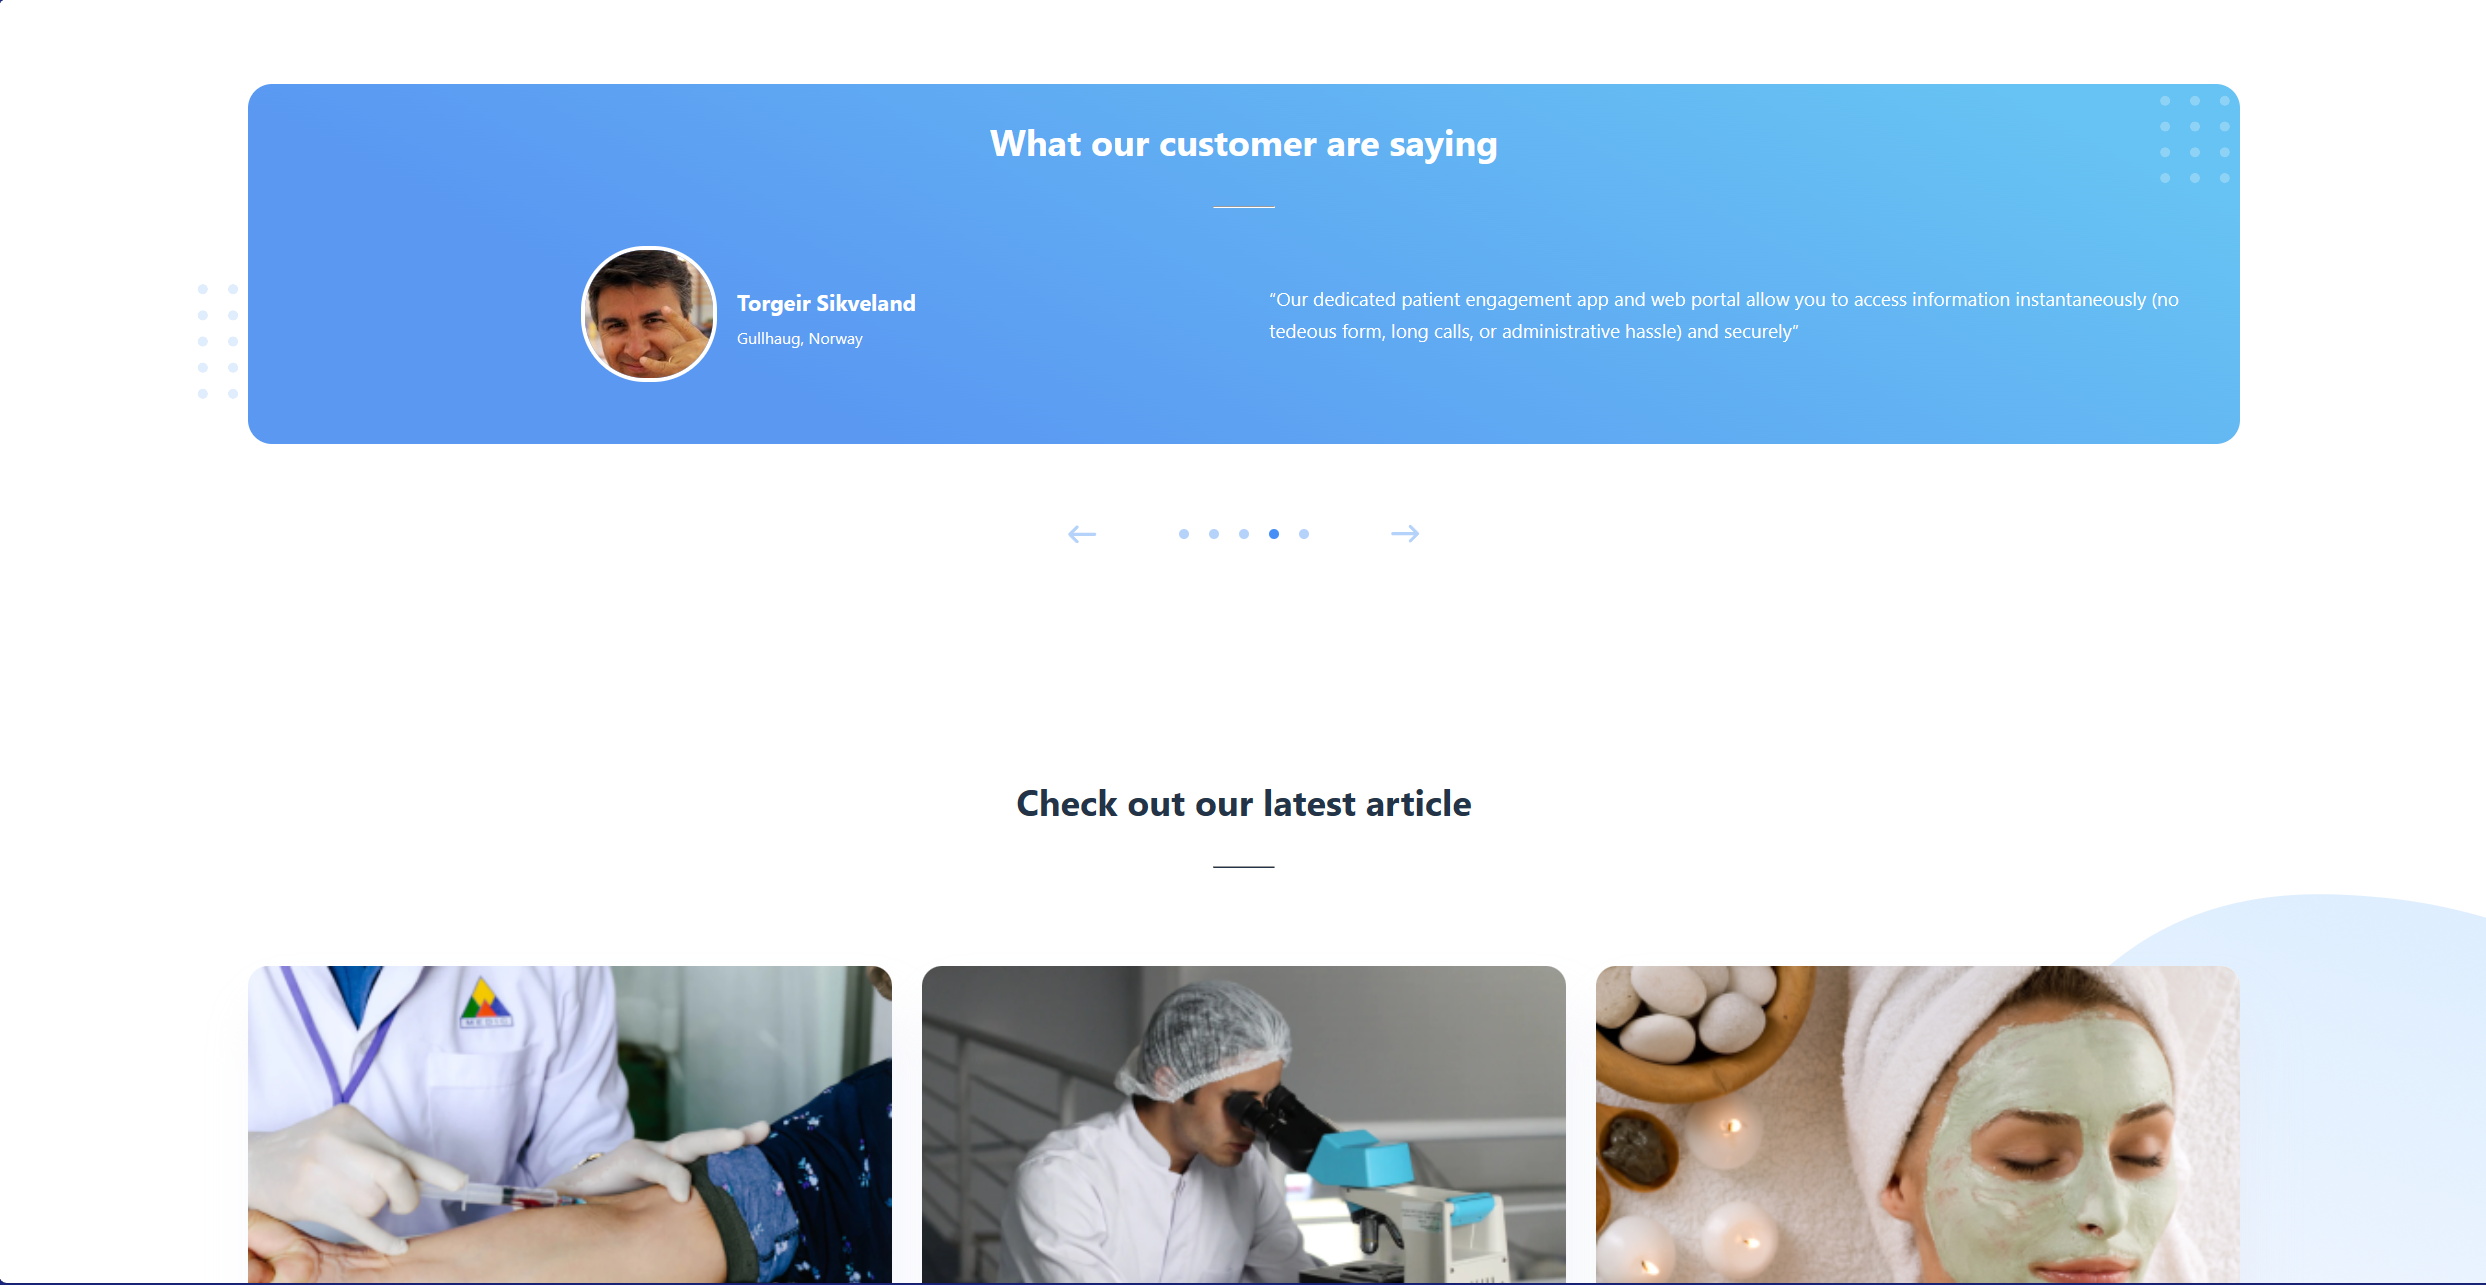 What our customer are saying
Torgeir Sikveland
Gullhaug, Norway
“Our dedicated patient engagement app and web portal allow you to access information instantaneously (no
tedeous form, long calls, or administrative hassle) and securely”
Check out our latest article